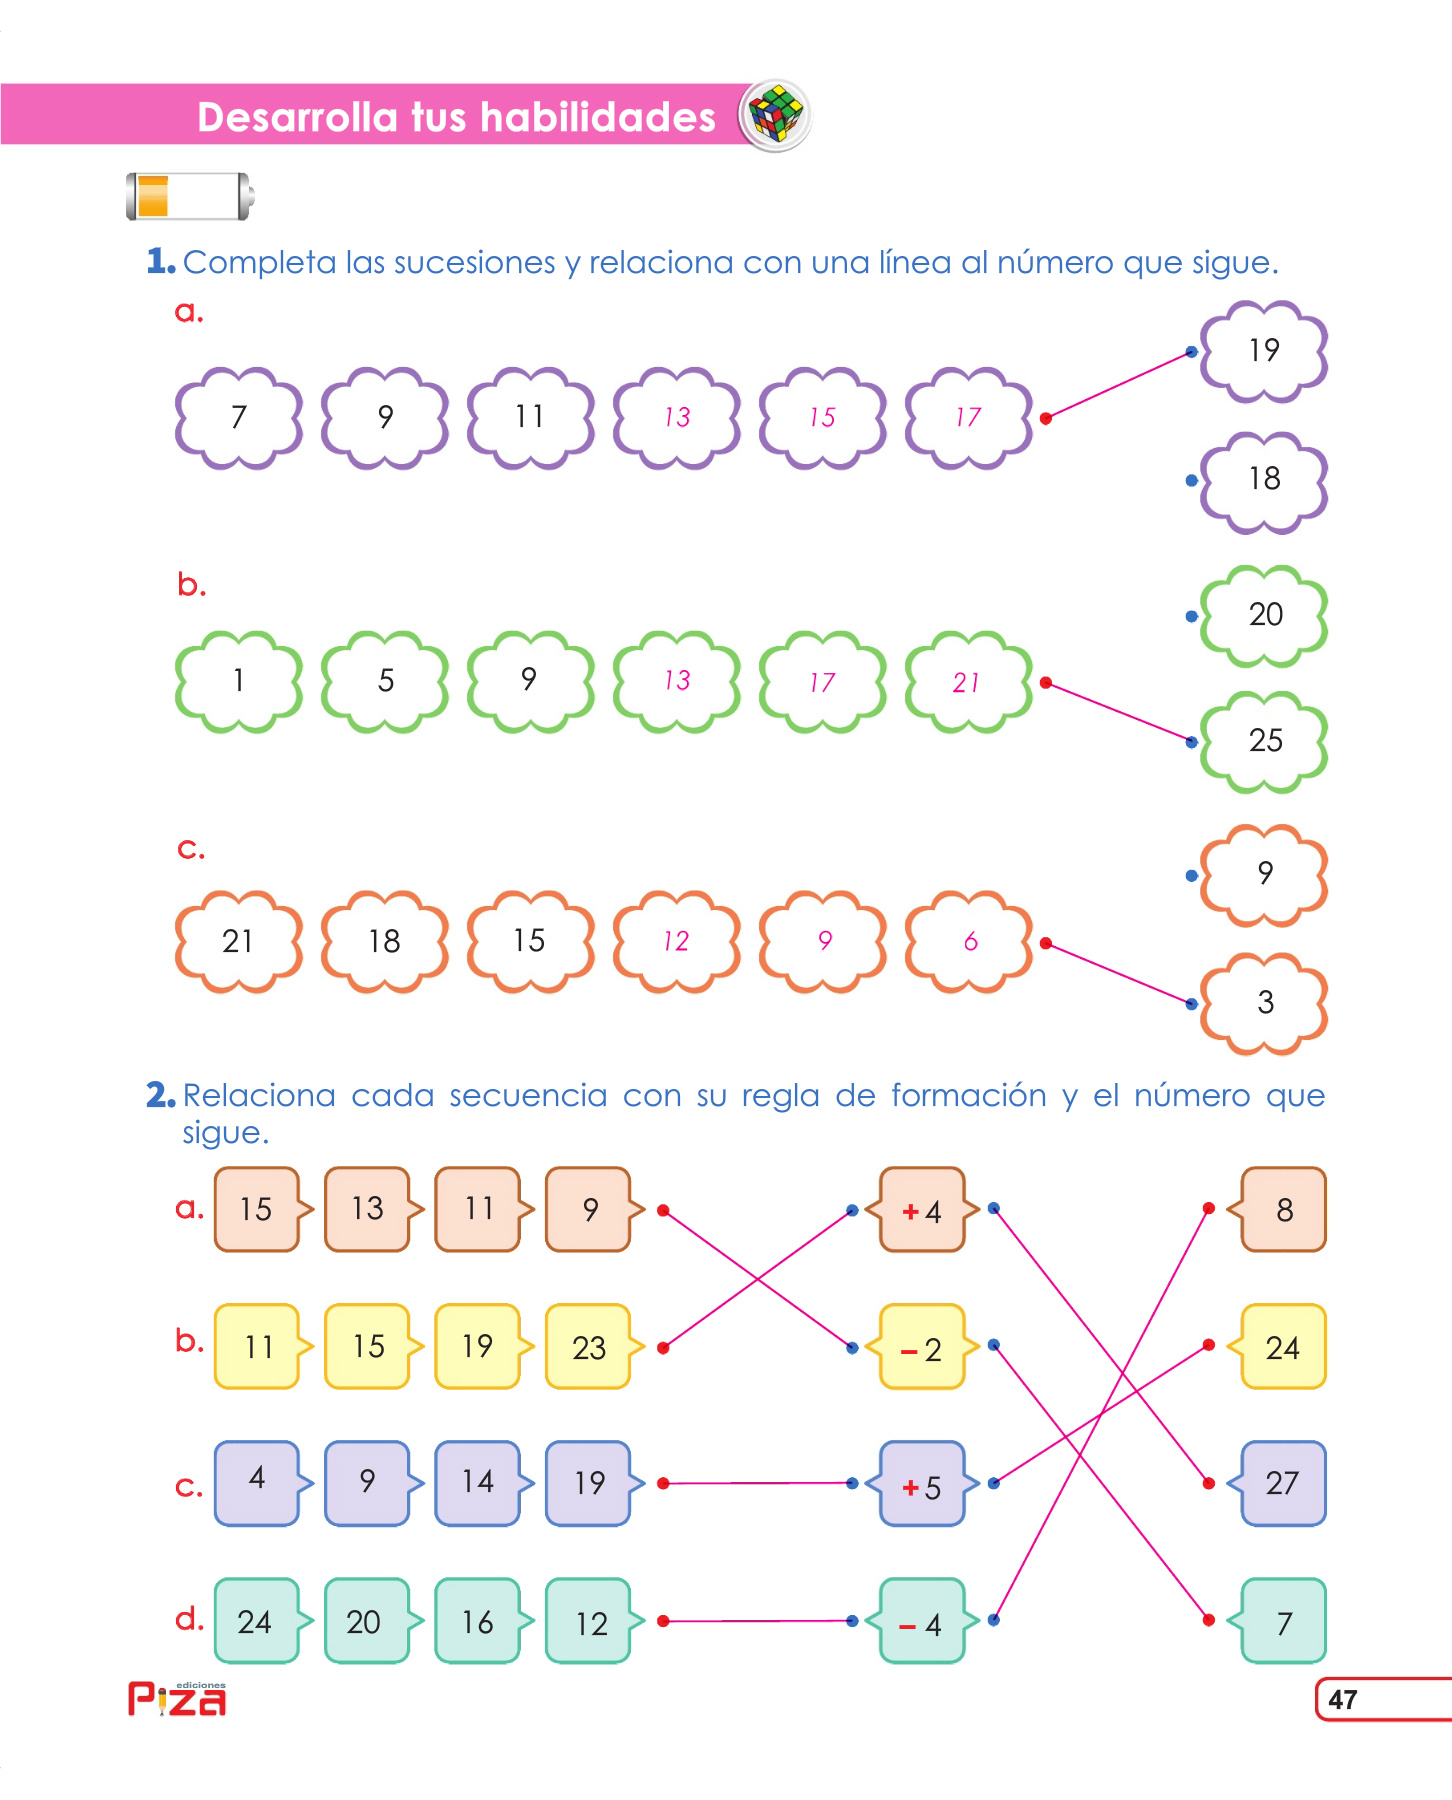 Desarrolla tus habilidades
1. Completa las sucesiones y relaciona con una línea al número que sigue.
a.
7 9 11 13 15 17
19
18
b.
1 5 9 13 17 21
20
25
c.
21 18 15 12 9 6
9
3
2. Relaciona cada secuencia con su regla de formación y el número que
sigue.
a. 15 13 11 9 +4 8
b. 11 15 19 23 –2 24
c. 4 9 14 19 +5 27
d. 24 20 16 12 –4 7
ediciones
Piza
47